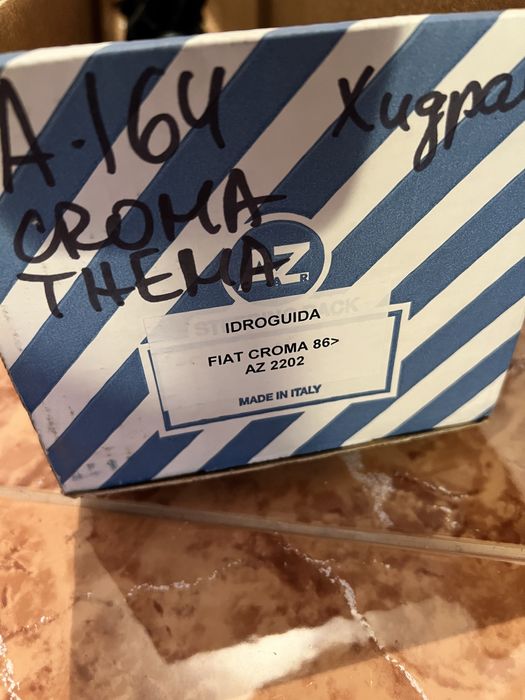 A-164
Хидра
CROMA
THEMA
AZ
IDROGUIDA
FIAT CROMA 86>
AZ 2202
MADE IN ITALY